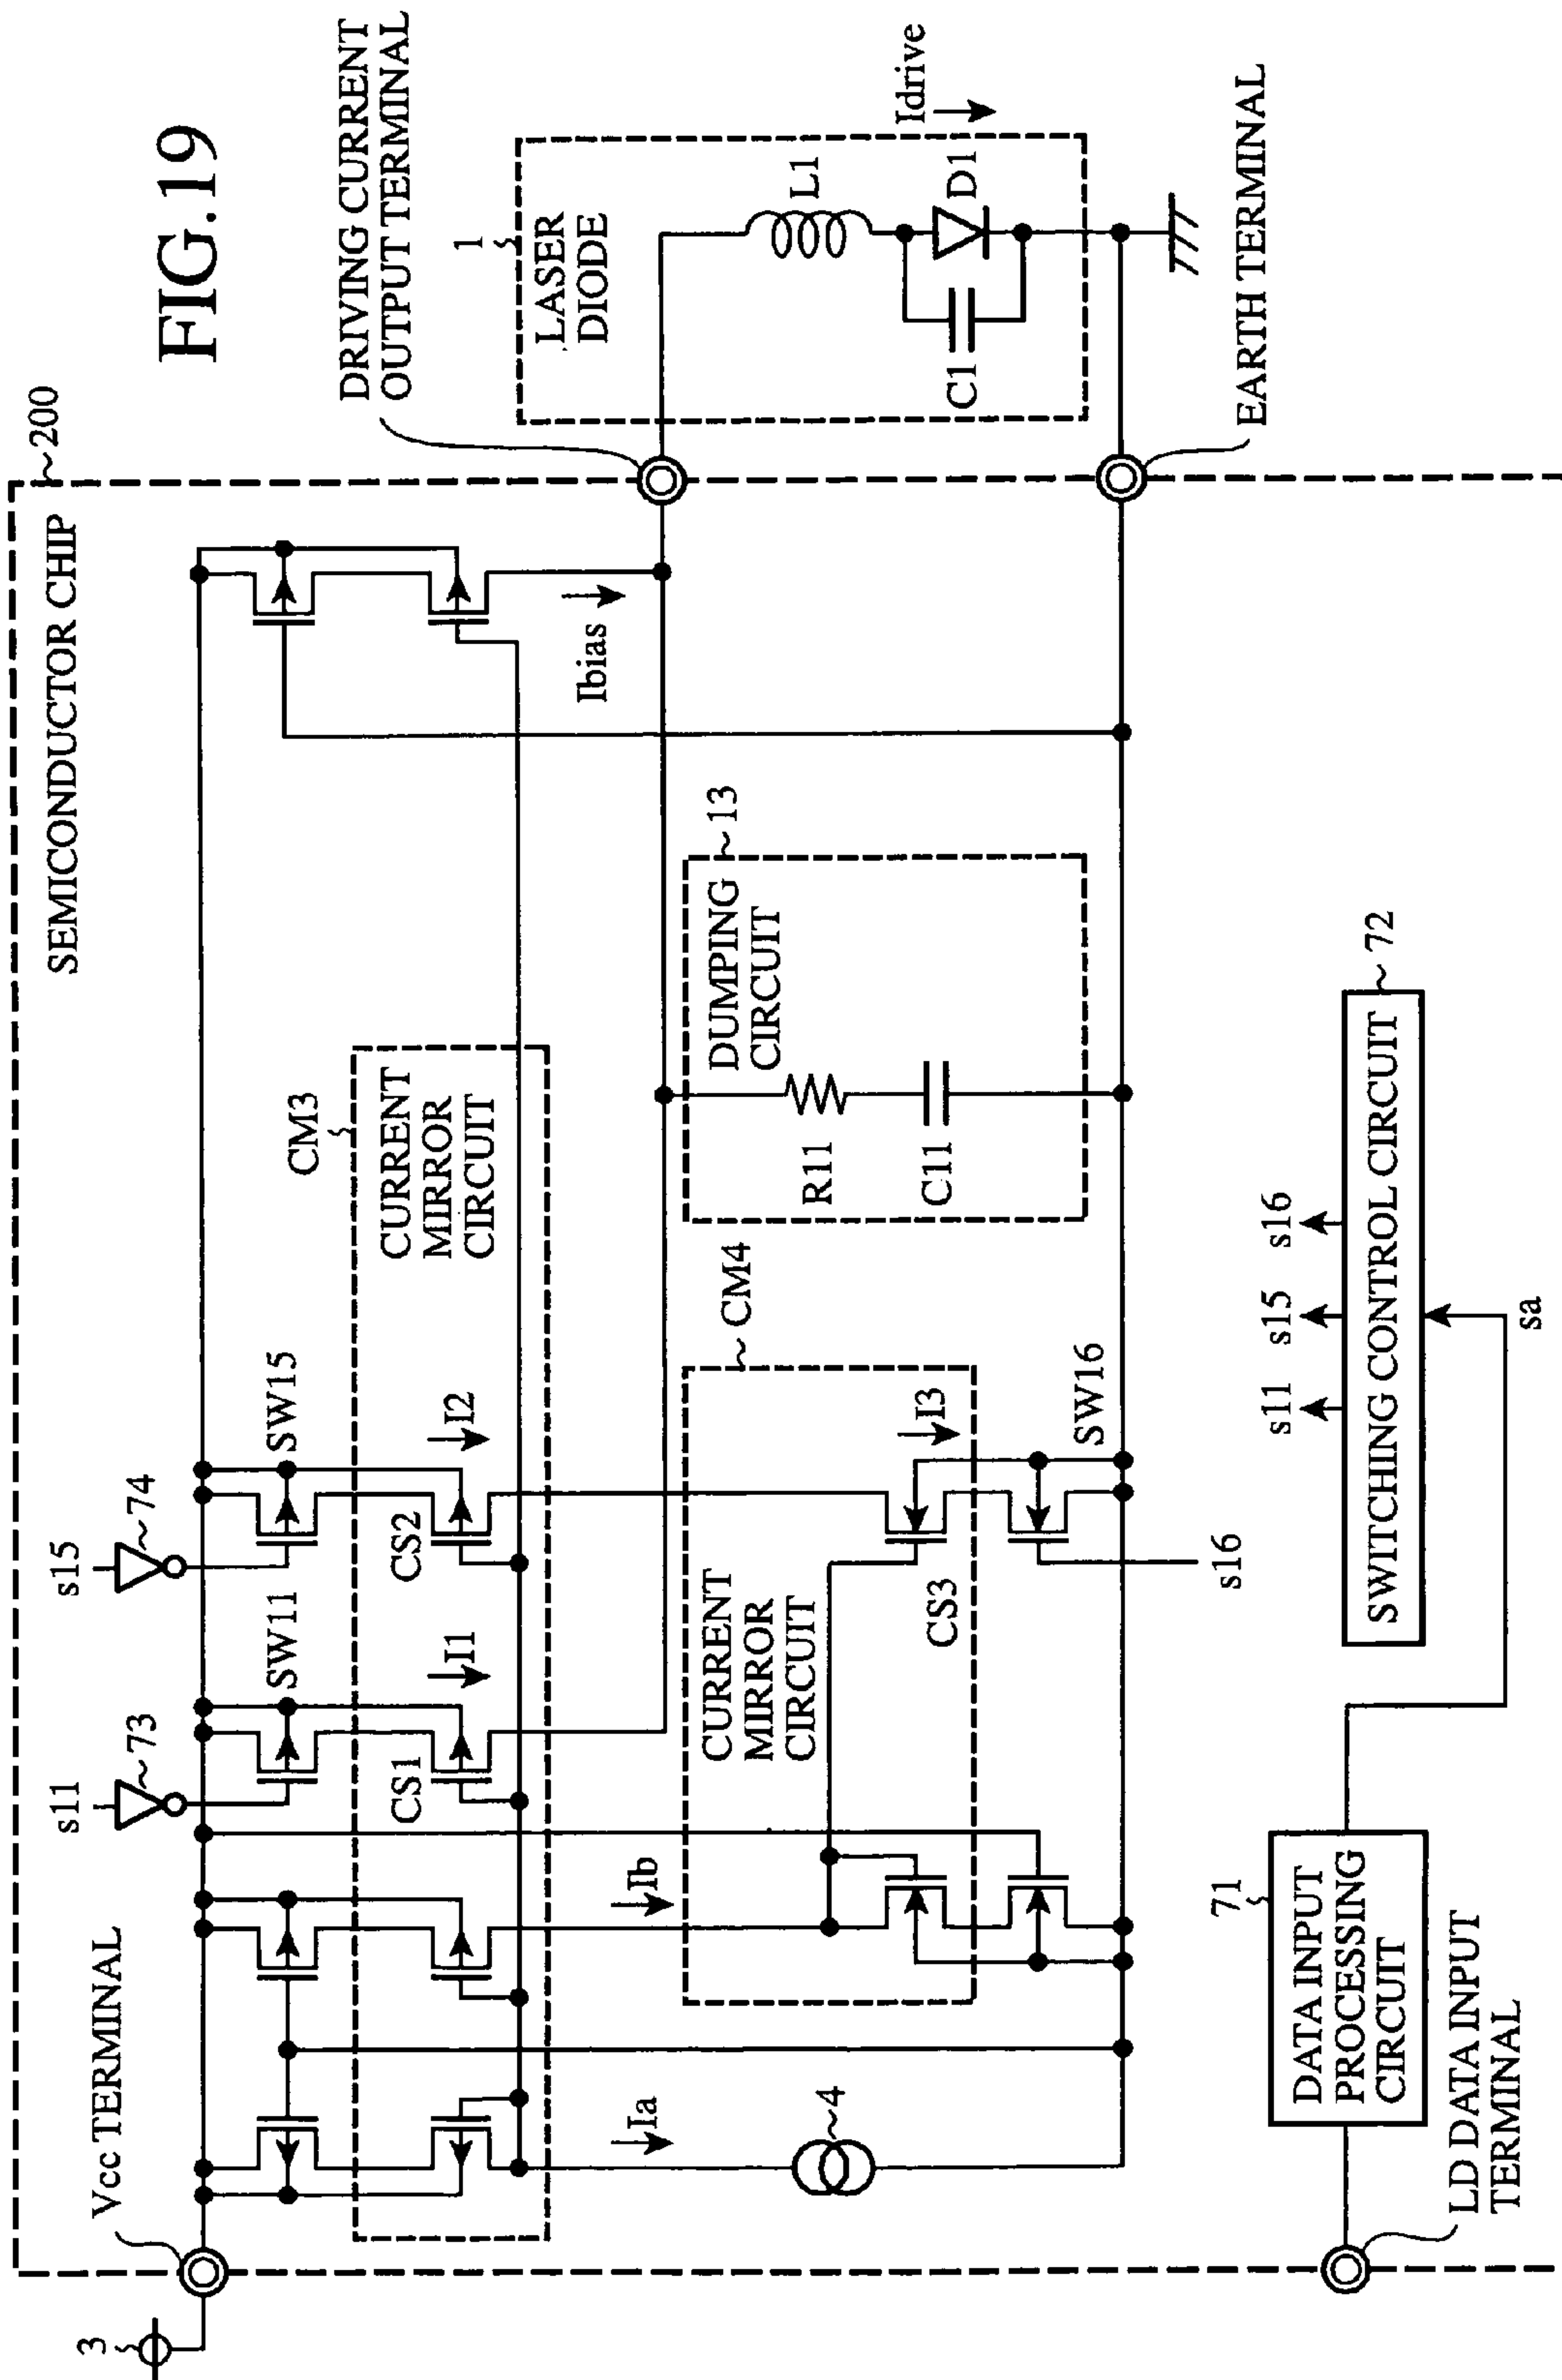 FIG.19
SEMICONDUCTOR CHIP
~200
3
Vcc TERMINAL
s11
73
SW11
s15
74
SW15
CM3
CURRENT
MIRROR
CIRCUIT
CS1
I1
CS2
I2
Ia
~4
Ib
Ibias
DRIVING CURRENT
OUTPUT TERMINAL
1
LASER
DIODE
L1
C1
D1
Idrive
CURRENT
MIRROR
CIRCUIT
CM4
CS3
I3
SW16
s16
DUMPING
CIRCUIT
~13
R11
C11
EARTH TERMINAL
71
DATA INPUT
PROCESSING
CIRCUIT
LD DATA INPUT
TERMINAL
sa
s11
s15
s16
SWITCHING CONTROL CIRCUIT
~72